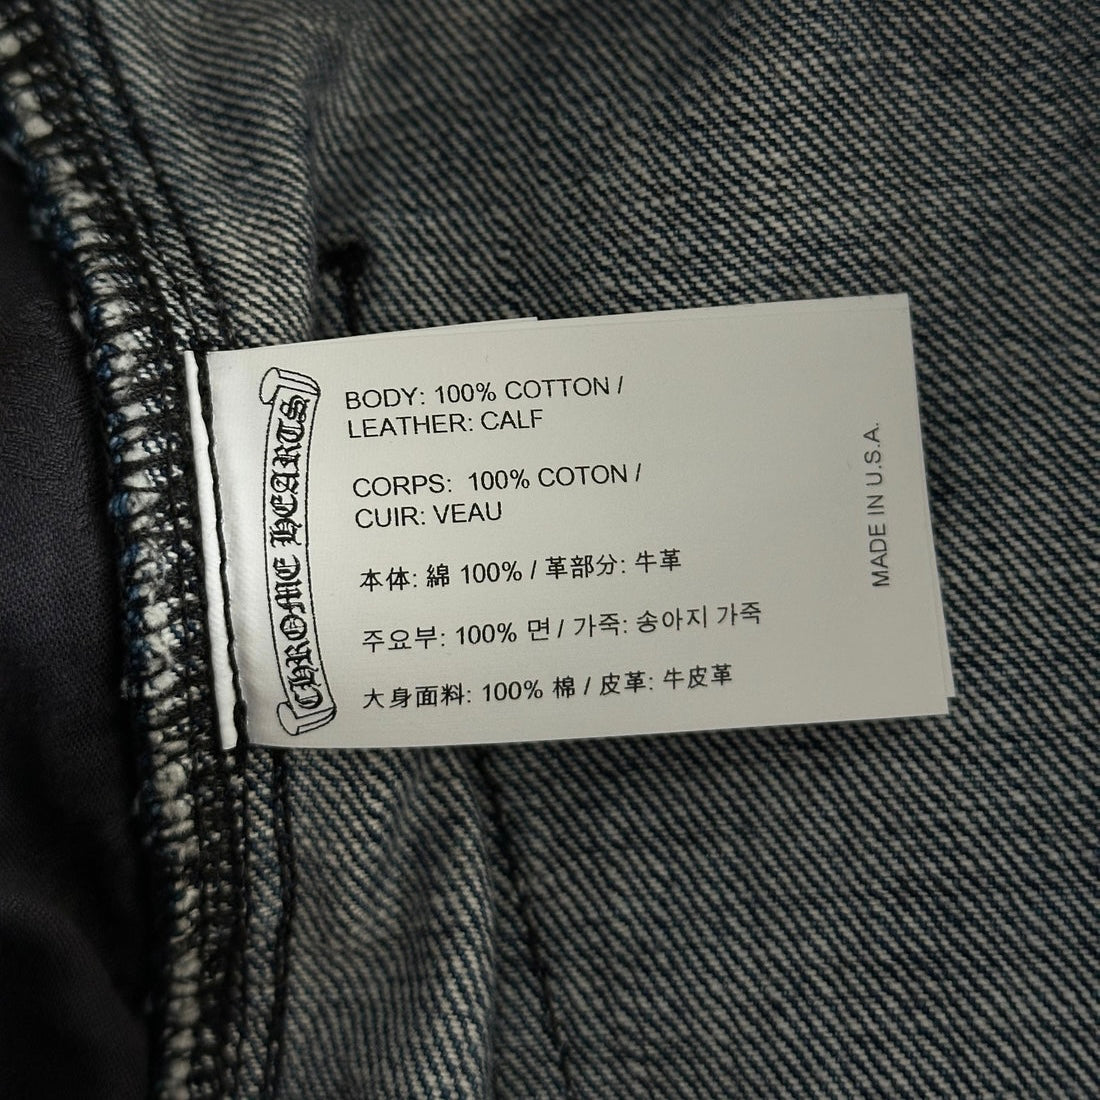 CHROME HEARTS
BODY: 100% COTTON /
LEATHER: CALF
CORPS: 100% COTON /
CUIR: VEAU
本体: 綿 100% / 革部分: 牛革
주요부: 100% 면 / 가죽: 송아지 가죽
大身面料: 100% 棉 / 皮革: 牛皮革
MADE IN U.S.A.